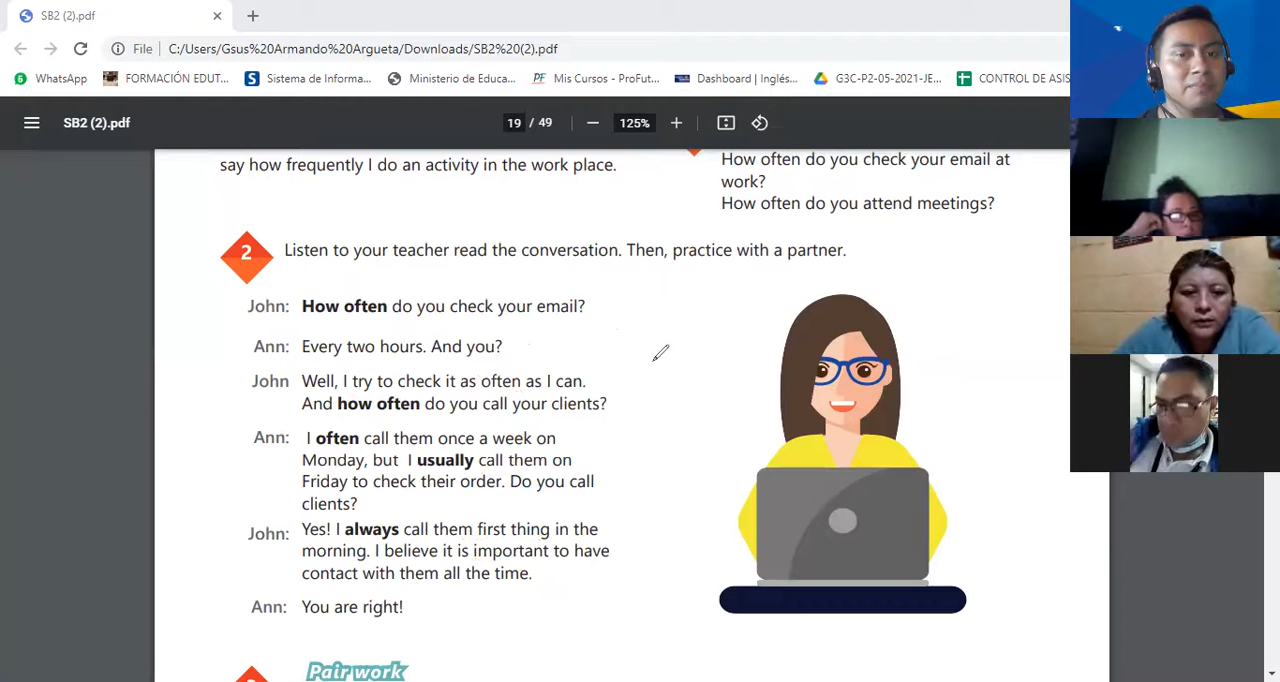 SB2 (2).pdf
File
C:/Users/Gsus%20Armando%20Argueta/Downloads/SB2%20(2).pdf
WhatsApp
FORMACIÓN EDUT...
Sistema de Informa...
Ministerio de Educa...
Mis Cursos - ProFut...
Dashboard | Inglés...
G3C-P2-05-2021-JE...
CONTROL DE ASIS
SB2 (2).pdf
19 / 49
125%
say how frequently I do an activity in the work place.
How often do you check your email at
work?
How often do you attend meetings?
2
Listen to your teacher read the conversation. Then, practice with a partner.
John: How often do you check your email?
Ann: Every two hours. And you?
John Well, I try to check it as often as I can.
And how often do you call your clients?
Ann: I often call them once a week on
Monday, but I usually call them on
Friday to check their order. Do you call
clients?
John: Yes! I always call them first thing in the
morning. I believe it is important to have
contact with them all the time.
Ann: You are right!
Pair work